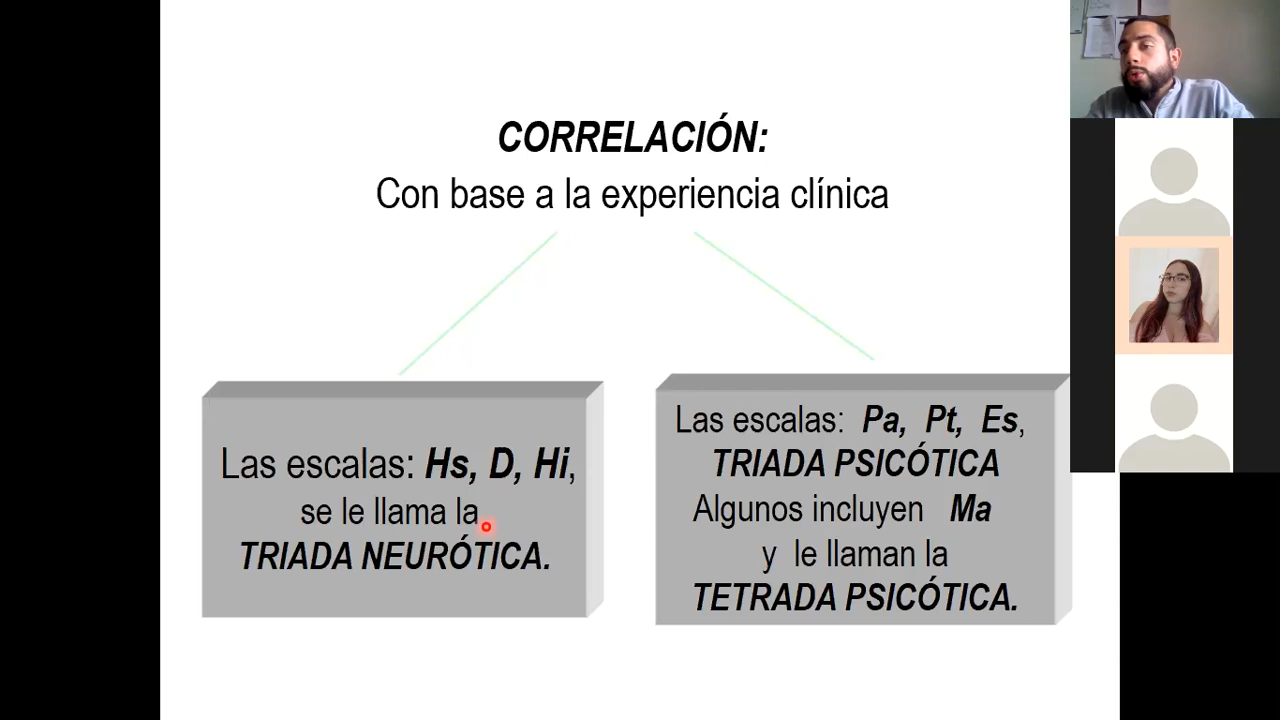 CORRELACIÓN:
Con base a la experiencia clínica
Las escalas: Hs, D, Hi,
se le llama la
TRIADA NEURÓTICA.
Las escalas: Pa, Pt, Es,
TRIADA PSICÓTICA
Algunos incluyen Ma
y le llaman la
TETRADA PSICÓTICA.